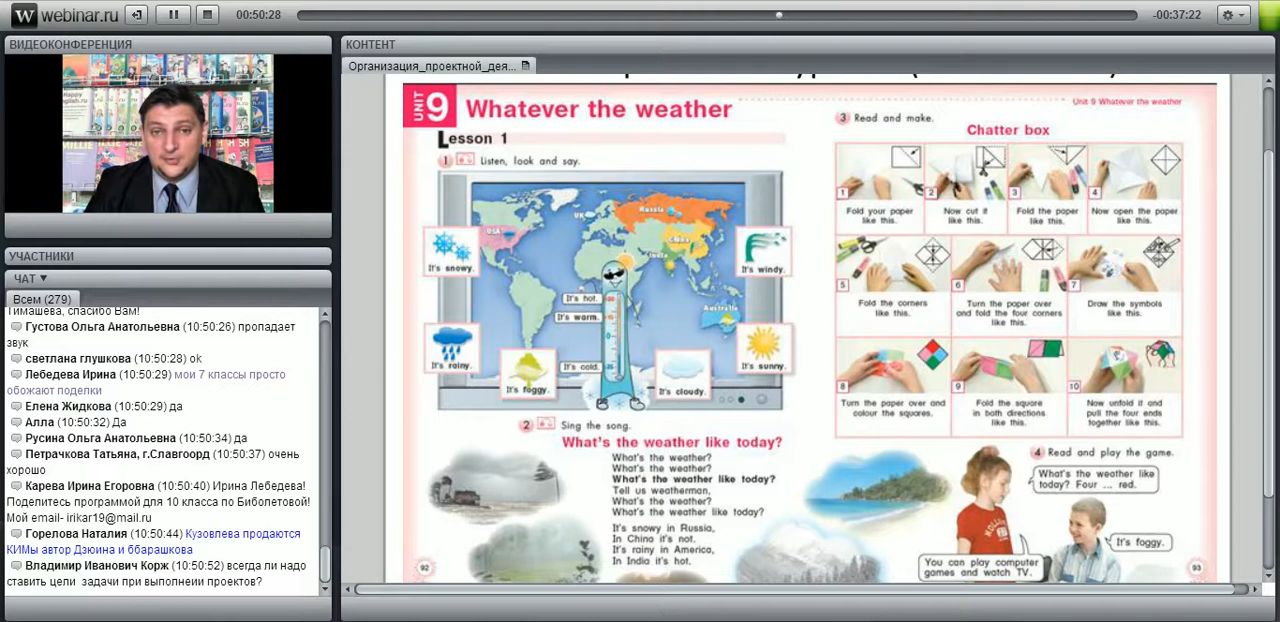 webinar.ru
00:50:28
-00:37:22
ВИДЕОКОНФЕРЕНЦИЯ
УЧАСТНИКИ
ЧАТ
Всем (279)
Тимашева, спасибо Вам!
Густова Ольга Анатольевна (10:50:26) пропадает
звук
светлана глушкова (10:50:28) ok
Лебедева Ирина (10:50:29) мои 7 классы просто
обожают поделки
Елена Жидкова (10:50:29) да
Алла (10:50:32) Да
Русина Ольга Анатольевна (10:50:34) да
Петрачкова Татьяна, г.Славгоорд (10:50:37) очень
хорошо
Карева Ирина Егоровна (10:50:40) Ирина Лебедева!
Поделитесь программой для 10 класса по Биболетовой!
Мой email- irikar19@mail.ru
Горелова Наталия (10:50:44) Кузовлева продаются
КИМы автор Дзюина и ббарашкова
Владимир Иванович Корж (10:50:52) всегда ли надо
ставить цели задачи при выполнеии проектов?
КОНТЕНТ
Организация_проектной_дея...
UNIT 9 Whatever the weather
Lesson 1
1 Listen, look and say.
UK
Russia
USA
China
India
Australia
It's snowy.
It's windy.
It's hot.
It's warm.
It's rainy.
It's foggy.
It's cold.
It's cloudy.
It's sunny.
2 Sing the song.
What's the weather like today?
What's the weather?
What's the weather?
What's the weather like today?
Tell us weatherman,
What's the weather?
What's the weather like today?
It's snowy in Russia,
In China it's not.
It's rainy in America,
In India it's hot.
92
Unit 9 Whatever the weather
3 Read and make.
Chatter box
1
Fold your paper
like this.
2
Now cut it
like this.
3
Fold the paper
like this.
4
Now open the paper
like this.
5
Fold the corners
like this.
6
Turn the paper over
and fold the four corners
like this.
7
Draw the symbols
like this.
8
Turn the paper over and
colour the squares.
9
Fold the square
in both directions
like this.
10
Now unfold it and
pull the four ends
together like this.
4 Read and play the game.
What's the weather like
today? Four ... red.
It's foggy.
You can play computer
games and watch TV.
93